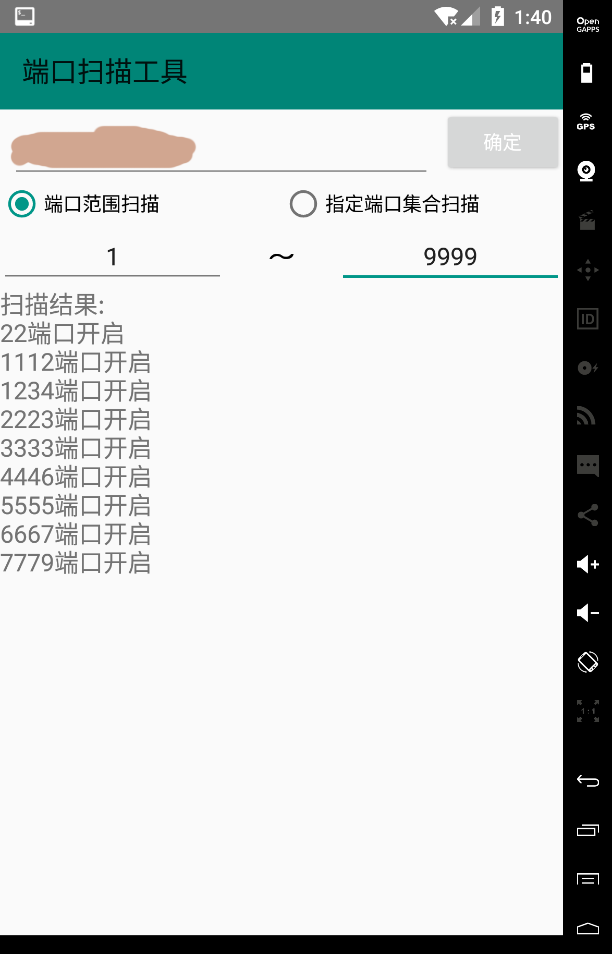 1:40
Open
GAPPS
端口扫描工具
确定
GPS
端口范围扫描
指定端口集合扫描
1
～
9999
扫描结果:
22端口开启
1112端口开启
1234端口开启
2223端口开启
3333端口开启
4446端口开启
5555端口开启
6667端口开启
7779端口开启
ID
1:1